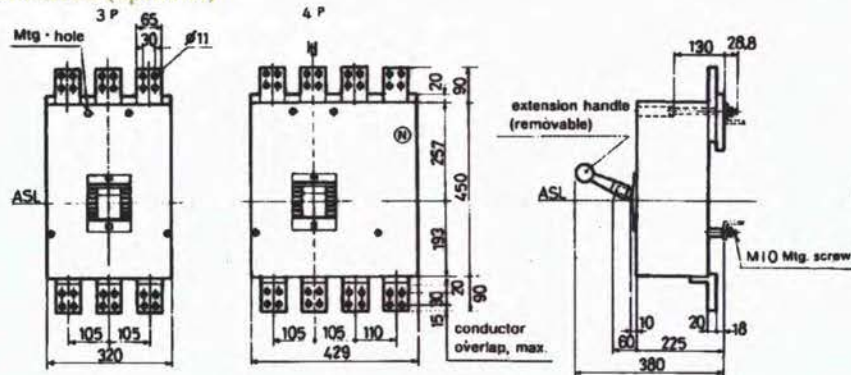 3 P
4 P
65
30
Mtg · hole
ø11
20
90
257
450
193
20
90
30
15
ASL
N
105
105
320
105
105
110
429
conductor
overlap, max.
130
28.8
extension handle
(removable)
ASL
M10 Mtg. screw
10
20
18
60
225
380